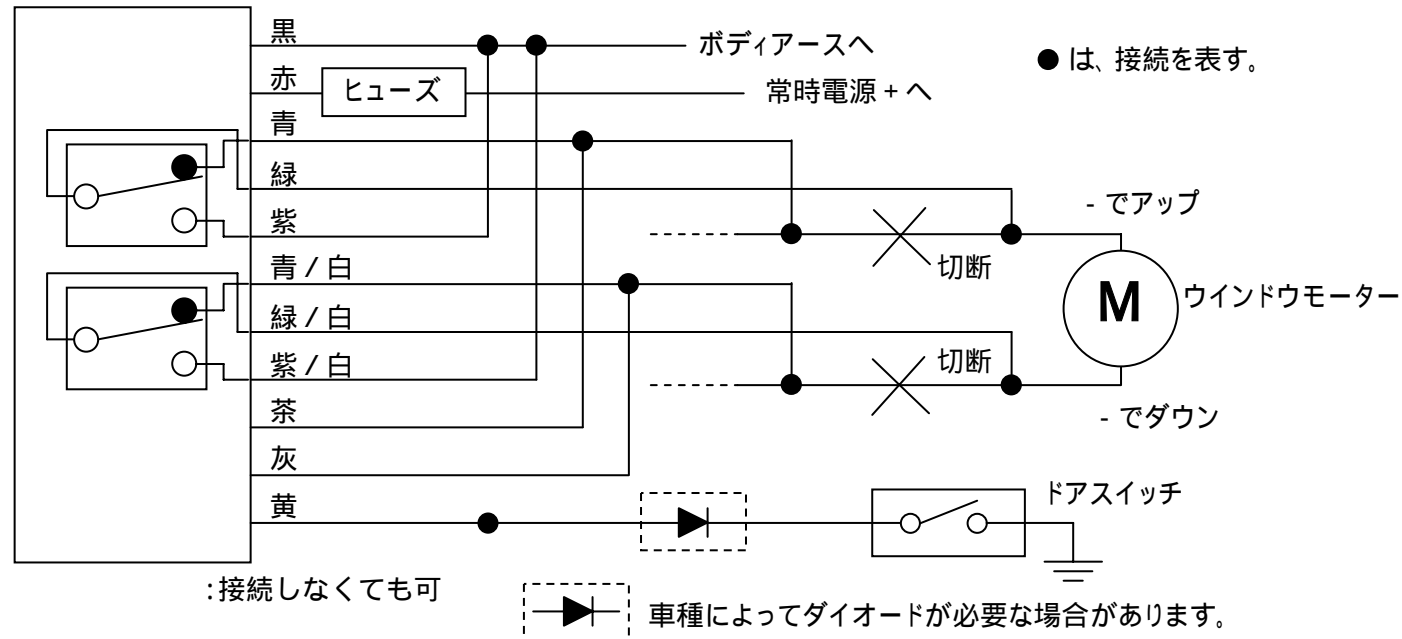 黒
ボディアースへ
●は、接続を表す。
赤
ヒューズ
常時電源+へ
青
緑
- でアップ
紫
切断
青/白
M
ウインドウモーター
緑/白
紫/白
切断
茶
- でダウン
灰
黄
ドアスイッチ
:接続しなくても可
車種によってダイオードが必要な場合があります。